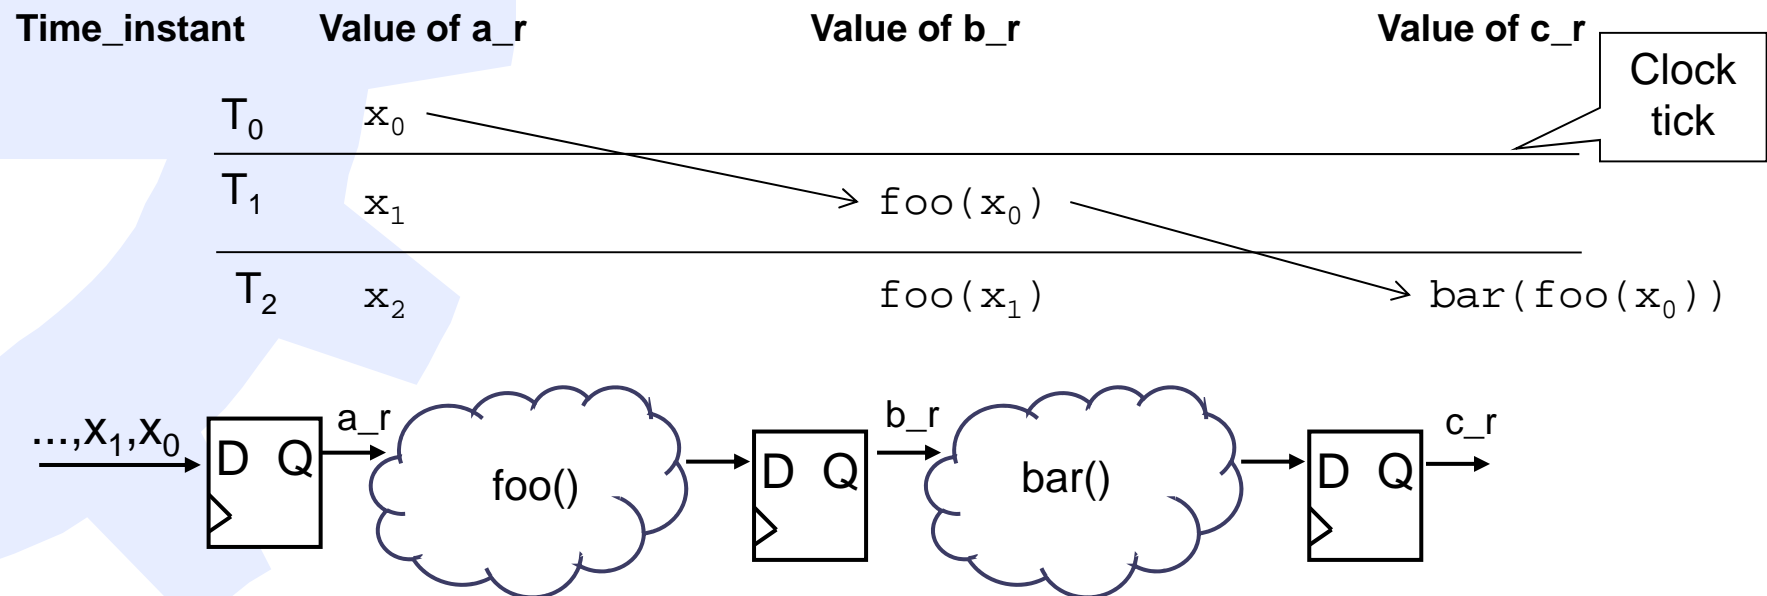 Time_instant Value of a_r Value of b_r Value of c_r
Clock
tick
T₀ x₀
T₁ x₁ foo(x₀)
T₂ x₂ foo(x₁) bar(foo(x₀))
...,x₁,x₀ a_r b_r c_r
D Q foo() D Q bar() D Q